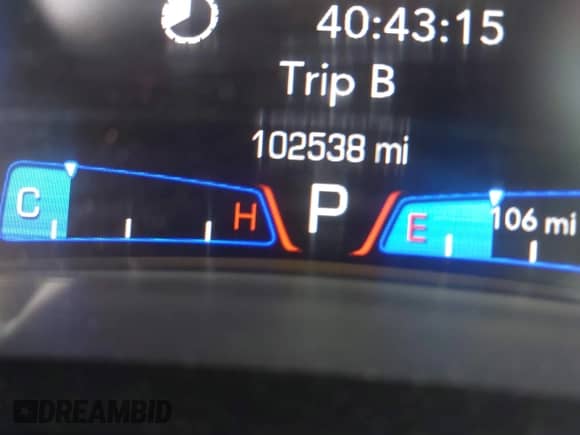 40:43:15
Trip B
102538 mi
C H P E 106 mi
DREAMBID